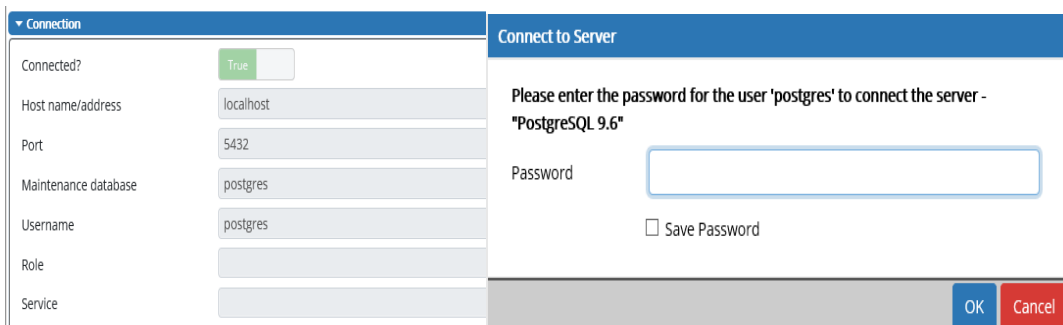 Connection
Connected? True
Host name/address localhost
Port 5432
Maintenance database postgres
Username postgres
Role
Service
Connect to Server
Please enter the password for the user 'postgres' to connect the server -
"PostgreSQL 9.6"
Password
Save Password
OK Cancel